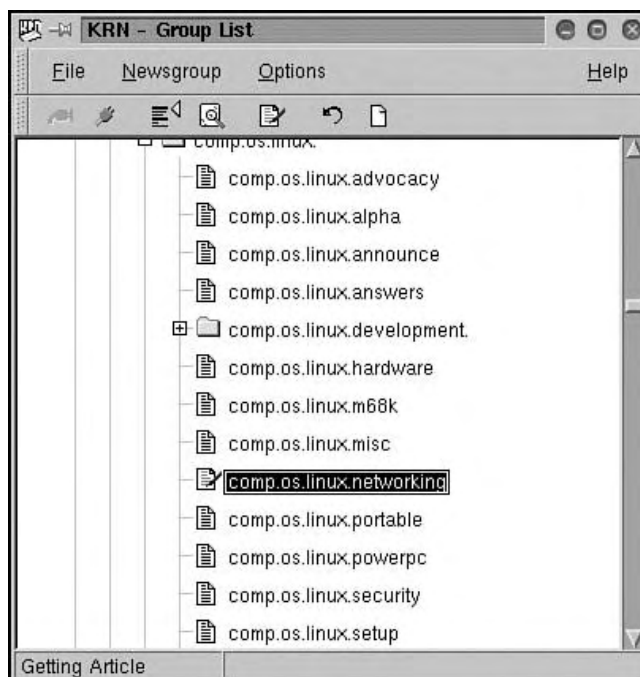 KRN - Group List
File Newsgroup Options Help
comp.os.linux.
comp.os.linux.advocacy
comp.os.linux.alpha
comp.os.linux.announce
comp.os.linux.answers
comp.os.linux.development.
comp.os.linux.hardware
comp.os.linux.m68k
comp.os.linux.misc
comp.os.linux.networking
comp.os.linux.portable
comp.os.linux.powerpc
comp.os.linux.security
comp.os.linux.setup
Getting Article